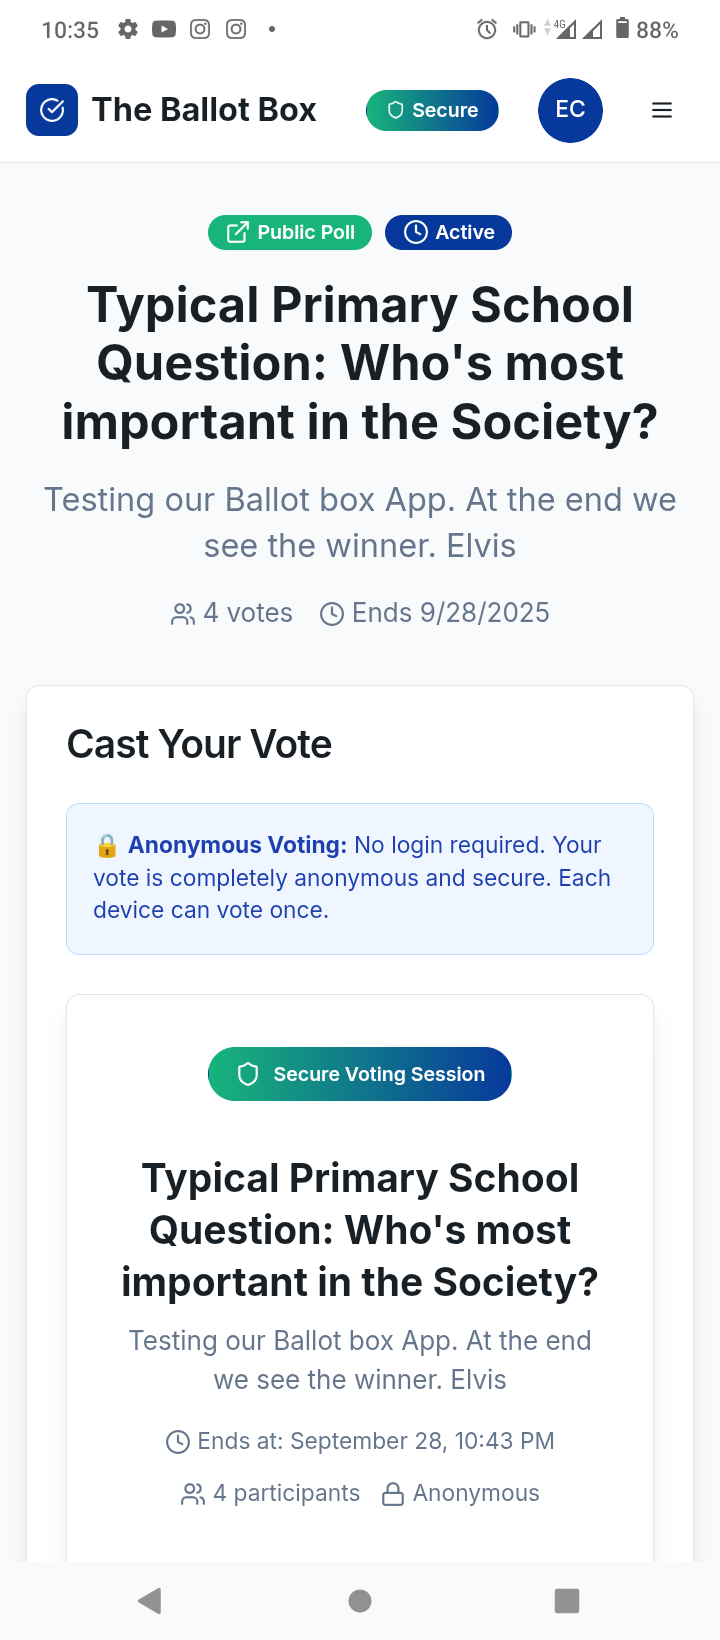 10:35
4G
88%
The Ballot Box
Secure
EC
Public Poll
Active
Typical Primary School
Question: Who's most
important in the Society?
Testing our Ballot box App. At the end we
see the winner. Elvis
4 votes
Ends 9/28/2025
Cast Your Vote
🔒 Anonymous Voting: No login required. Your
vote is completely anonymous and secure. Each
device can vote once.
Secure Voting Session
Typical Primary School
Question: Who's most
important in the Society?
Testing our Ballot box App. At the end
we see the winner. Elvis
Ends at: September 28, 10:43 PM
4 participants
Anonymous